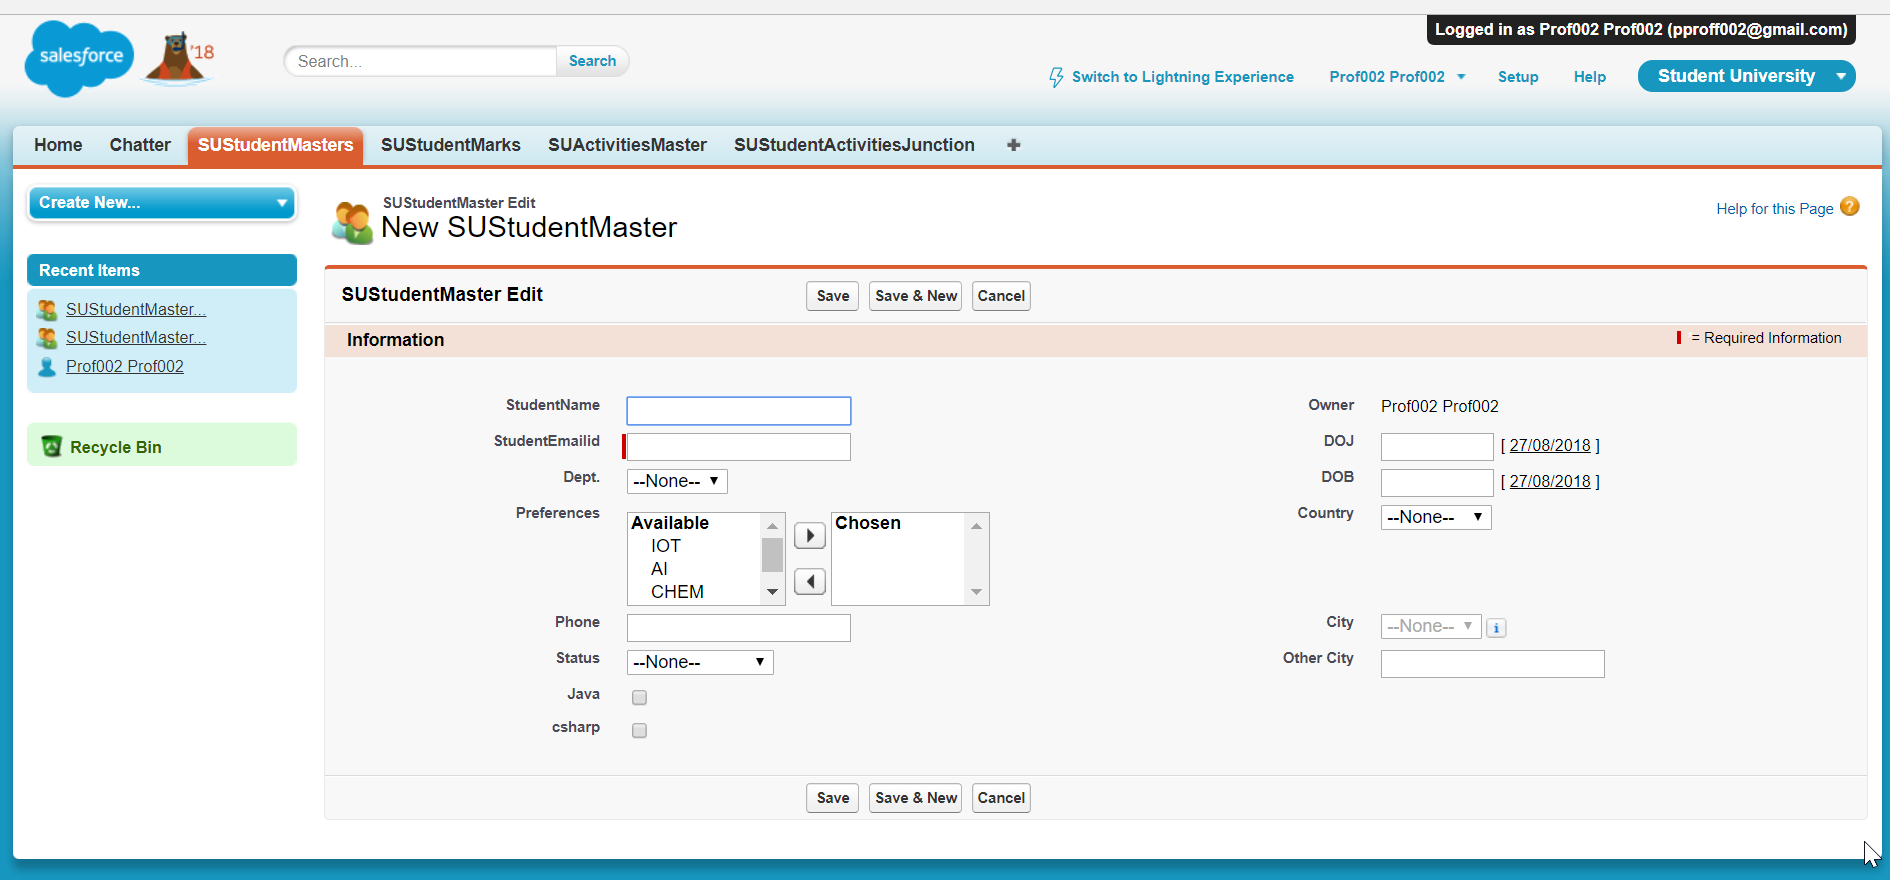 Logged in as Prof002 Prof002 (pproff002@gmail.com)
salesforce
'18
Search...
Search
Switch to Lightning Experience
Prof002 Prof002
Setup
Help
Student University
Home
Chatter
SUStudentMasters
SUStudentMarks
SUActivitiesMaster
SUStudentActivitiesJunction
Create New...
Recent Items
SUStudentMaster...
SUStudentMaster...
Prof002 Prof002
Recycle Bin
SUStudentMaster Edit
New SUStudentMaster
Help for this Page ?
SUStudentMaster Edit
Save
Save & New
Cancel
Information
= Required Information
StudentName
Owner
Prof002 Prof002
StudentEmailid
DOJ
[ 27/08/2018 ]
Dept.
--None--
DOB
[ 27/08/2018 ]
Preferences
Available
IOT
AI
CHEM
Chosen
Country
--None--
Phone
City
--None--
i
Status
--None--
Other City
Java
csharp
Save
Save & New
Cancel